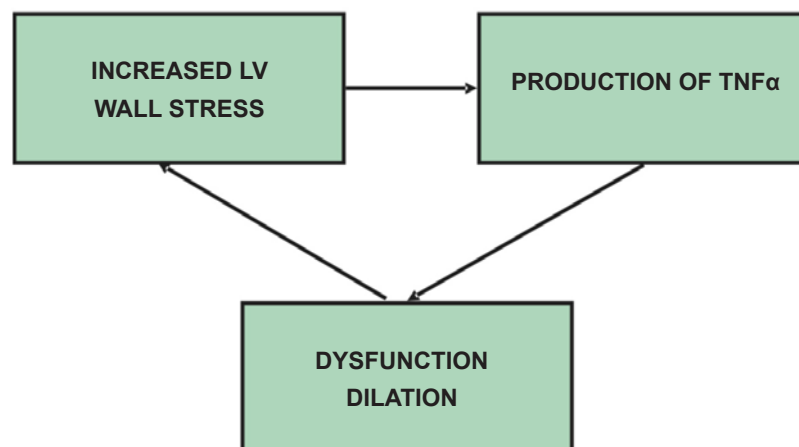 INCREASED LV
WALL STRESS
PRODUCTION OF TNFα
DYSFUNCTION
DILATION